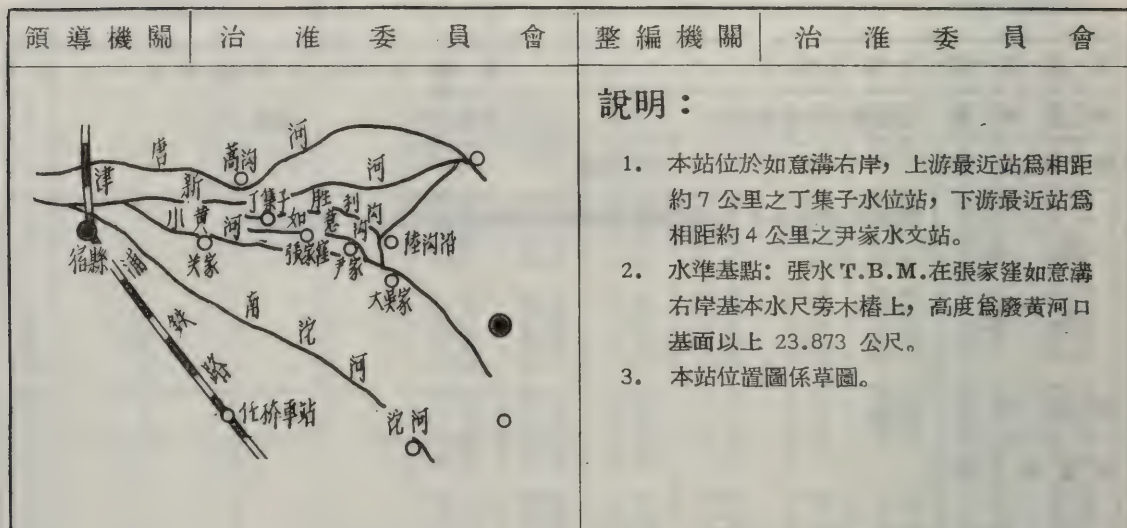 領導機關 治淮委員會 整編機關 治淮委員會
說明：
1. 本站位於如意溝右岸，上游最近站爲相距
約7公里之丁集子水位站，下游最近站爲
相距約4公里之尹家水文站。
2. 水準基點：張水T.B.M.在張家窪如意溝
右岸基本水尺旁木樁上，高度爲廢黃河口
基面以上 23.873 公尺。
3. 本站位置圖係草圖。
唐河
蒿沟
津
新河
丁集子
胜利沟
如意沟
川
黄
河
关家
張家窪
尹家
陸沟沿
大吳家
宿縣
浦
鉄路
南沱河
任桥車站
沱河